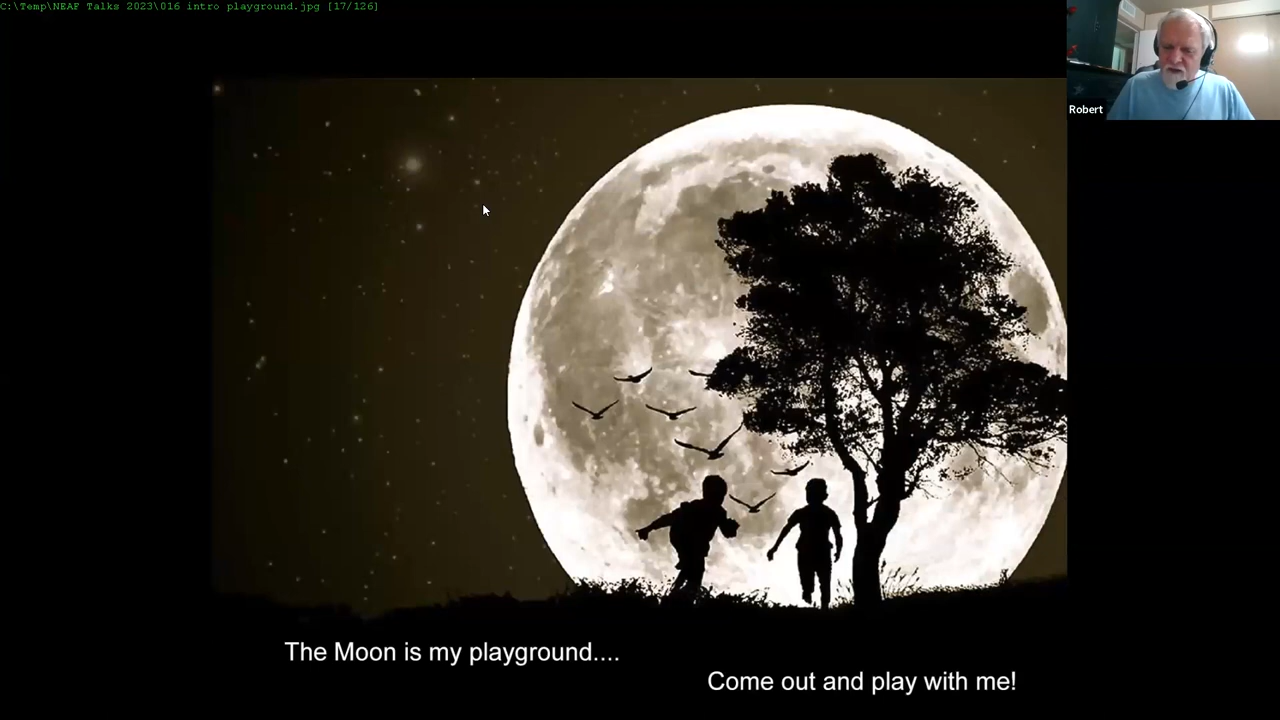 C:\Temp\NEAF Talks 2023\016 intro playground.jpg [17/126]
Robert
The Moon is my playground....
Come out and play with me!